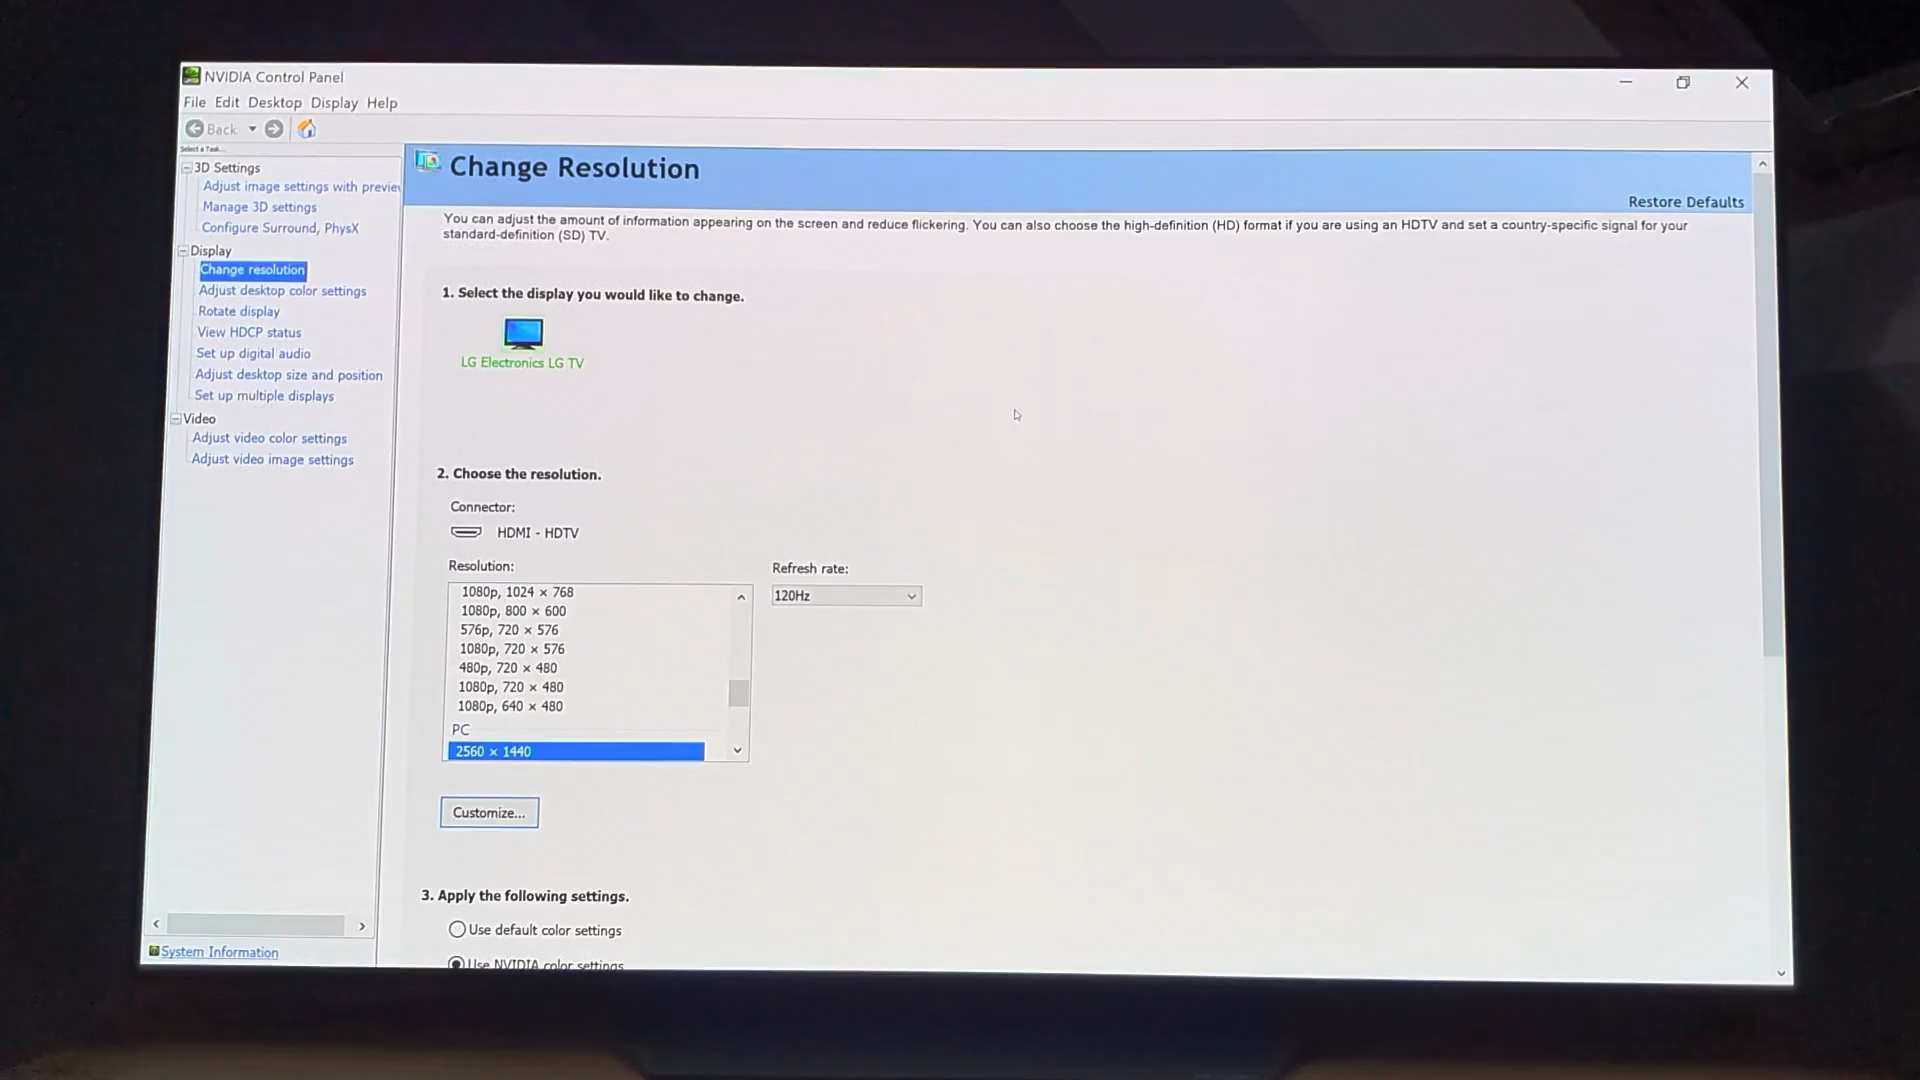 NVIDIA Control Panel
File Edit Desktop Display Help
Back
Select a Task...
3D Settings
Adjust image settings with preview
Manage 3D settings
Configure Surround, PhysX
Display
Change resolution
Adjust desktop color settings
Rotate display
View HDCP status
Set up digital audio
Adjust desktop size and position
Set up multiple displays
Video
Adjust video color settings
Adjust video image settings
System Information
Change Resolution
Restore Defaults
You can adjust the amount of information appearing on the screen and reduce flickering. You can also choose the high-definition (HD) format if you are using an HDTV and set a country-specific signal for your
standard-definition (SD) TV.
1. Select the display you would like to change.
LG Electronics LG TV
2. Choose the resolution.
Connector:
HDMI - HDTV
Resolution:
Refresh rate:
1080p, 1024 × 768
120Hz
1080p, 800 × 600
576p, 720 × 576
1080p, 720 × 576
480p, 720 × 480
1080p, 720 × 480
1080p, 640 × 480
PC
2560 × 1440
Customize...
3. Apply the following settings.
Use default color settings
Use NVIDIA color settings